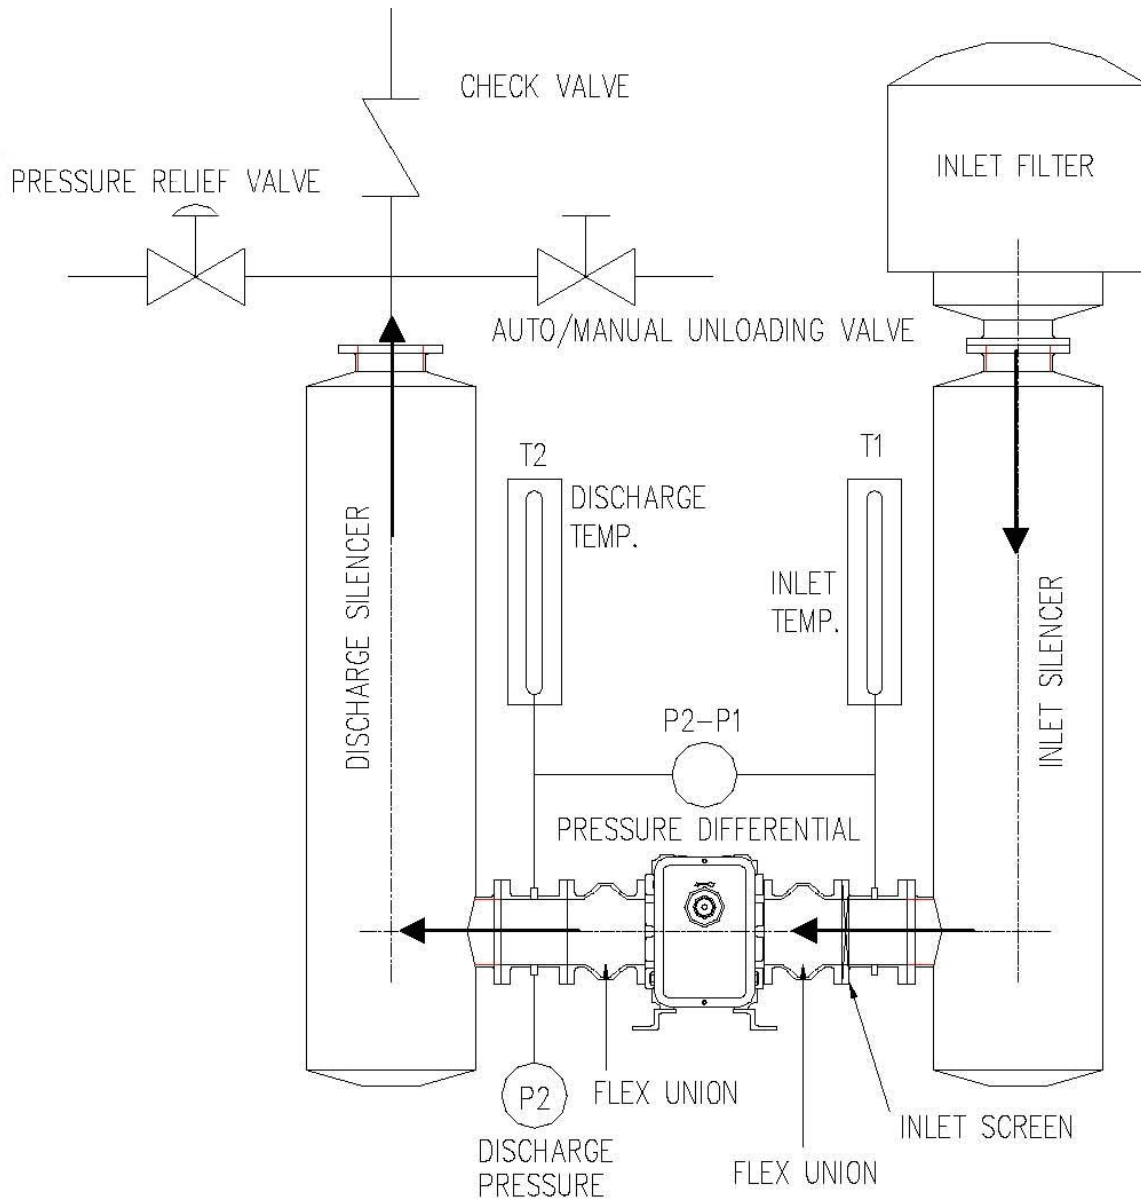 CHECK VALVE
INLET FILTER
PRESSURE RELIEF VALVE
AUTO/MANUAL UNLOADING VALVE
T2
T1
DISCHARGE
TEMP.
INLET
TEMP.
DISCHARGE SILENCER
INLET SILENCER
P2-P1
PRESSURE DIFFERENTIAL
P2
FLEX UNION
INLET SCREEN
DISCHARGE
PRESSURE
FLEX UNION